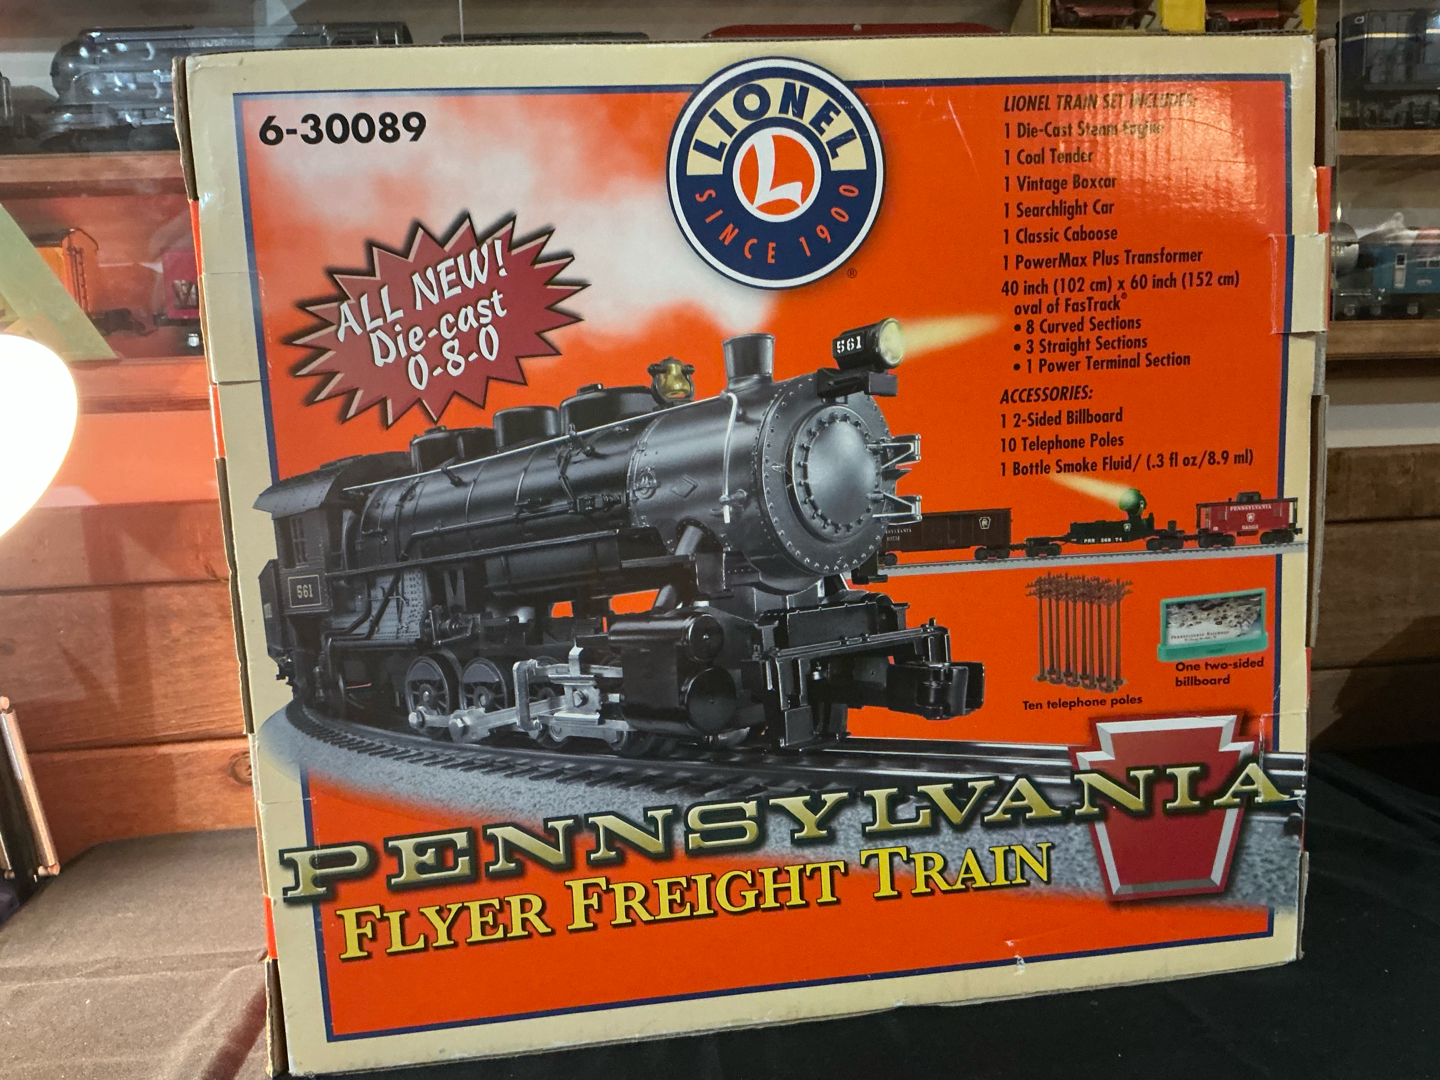 6-30089
LIONEL
L
SINCE 1900
®
ALL NEW!
Die-cast
0-8-0
LIONEL TRAIN SET INCLUDES:
1 Die-Cast Steam Engine
1 Coal Tender
1 Vintage Boxcar
1 Searchlight Car
1 Classic Caboose
1 PowerMax Plus Transformer
40 inch (102 cm) x 60 inch (152 cm)
oval of FasTrack®
• 8 Curved Sections
• 3 Straight Sections
• 1 Power Terminal Section
ACCESSORIES:
1 2-Sided Billboard
10 Telephone Poles
1 Bottle Smoke Fluid/ (.3 fl oz/8.9 ml)
561
561
PENNSYLVANIA
Ten telephone poles
One two-sided
billboard
PENNSYLVANIA
FLYER FREIGHT TRAIN